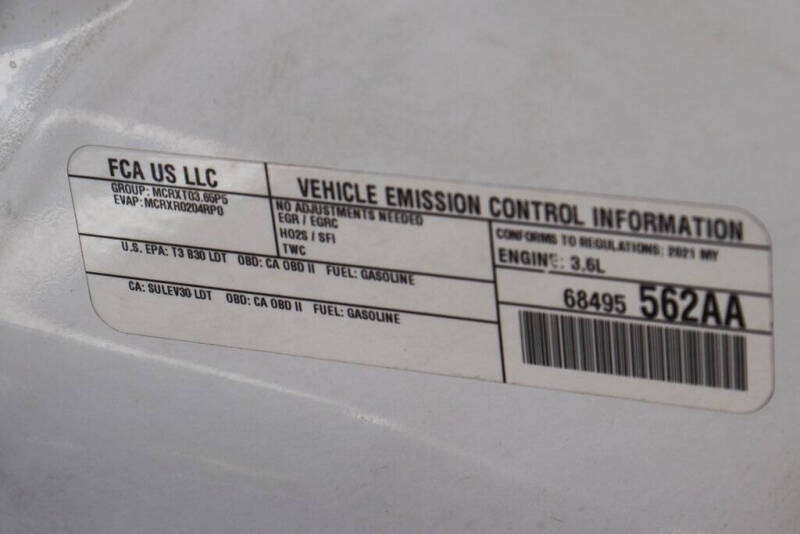 FCA US LLC
GROUP: MCRXT03.65P5
EVAP: MCRXR0204RP0
VEHICLE EMISSION CONTROL INFORMATION
NO ADJUSTMENTS NEEDED
EGR / EGRC
HO2S / SFI
TWC
CONFORMS TO REGULATIONS: 2021 MY
ENGINE: 3.6L
U.S. EPA: T3 B30 LDT OBD: CA OBD II FUEL: GASOLINE
CA: SULEV30 LDT OBD: CA OBD II FUEL: GASOLINE
68495 562AA